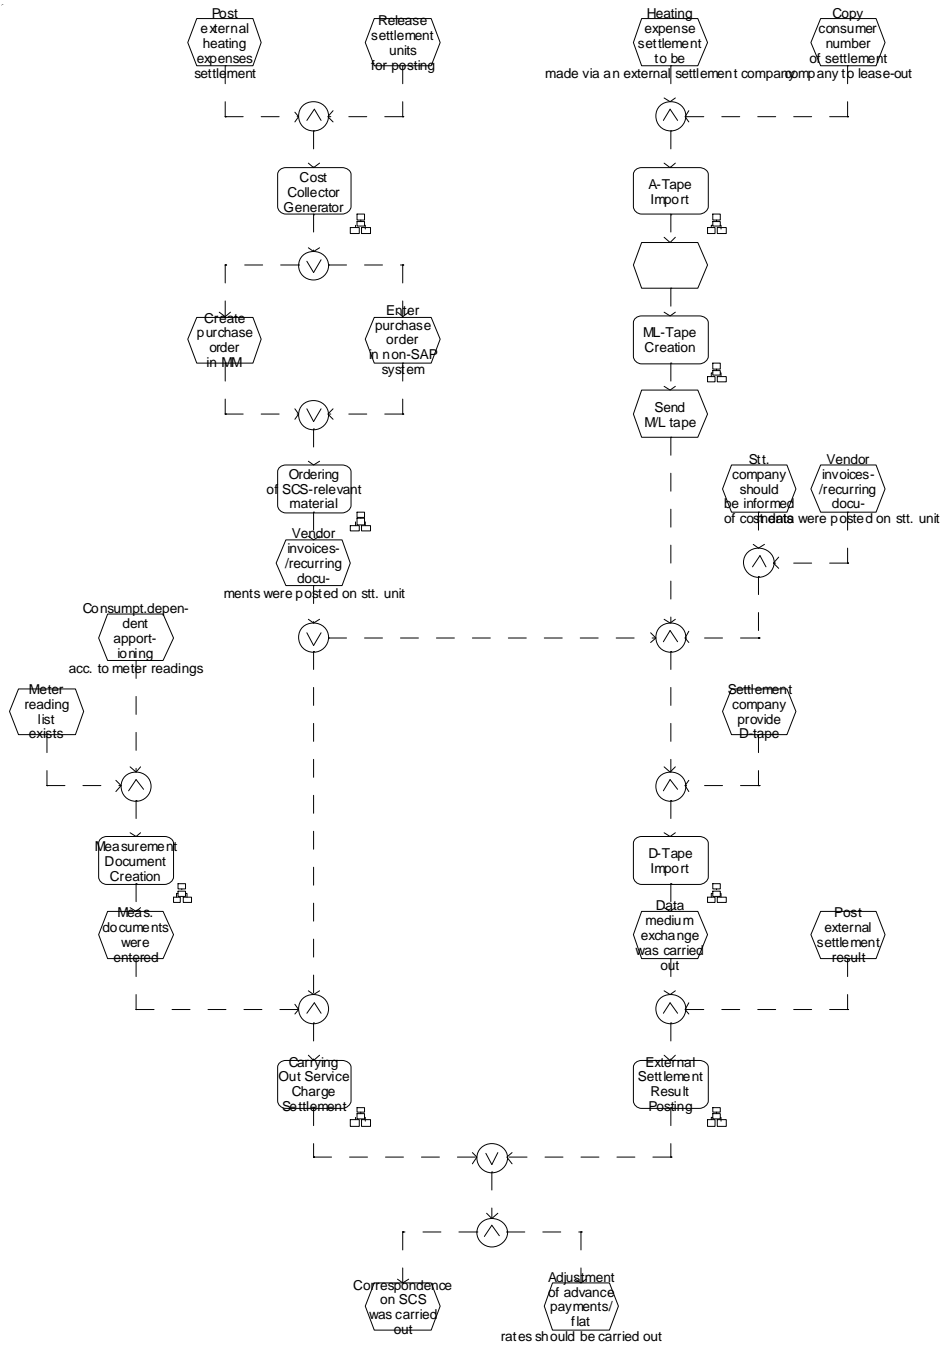 Post
external
heating
expenses
settlement
Release
settlement
units
for posting
Heating
expense
settlement
to be
made via an external settlement company
Copy
consumer
number
of settlement
company to lease-out
Cost
Collector
Generator
A-Tape
Import
Create
purchase
order
in MM
Enter
purchase
order
in non-SAP
system
ML-Tape
Creation
Send
M/L tape
Ordering
of SCS-relevant
material
Stt.
company
should
be informed
of costs
Vendor
invoices-
/recurring
docu-
ments were posted on stt. unit
Vendor
invoices-
/recurring
docu-
ments were posted on stt. unit
Consumpt.depen-
dent
apport-
ioning
acc. to meter readings
Meter
reading
list
exists
Settlement
company
provide
D-tape
Measurement
Document
Creation
D-Tape
Import
Meas.
documents
were
entered
Data
medium
exchange
was carried
out
Post
external
settlement
result
Carrying
Out Service
Charge
Settlement
External
Settlement
Result
Posting
Correspondence
on SCS
was carried
out
Adjustment
of advance
payments/
flat
rates should be carried out